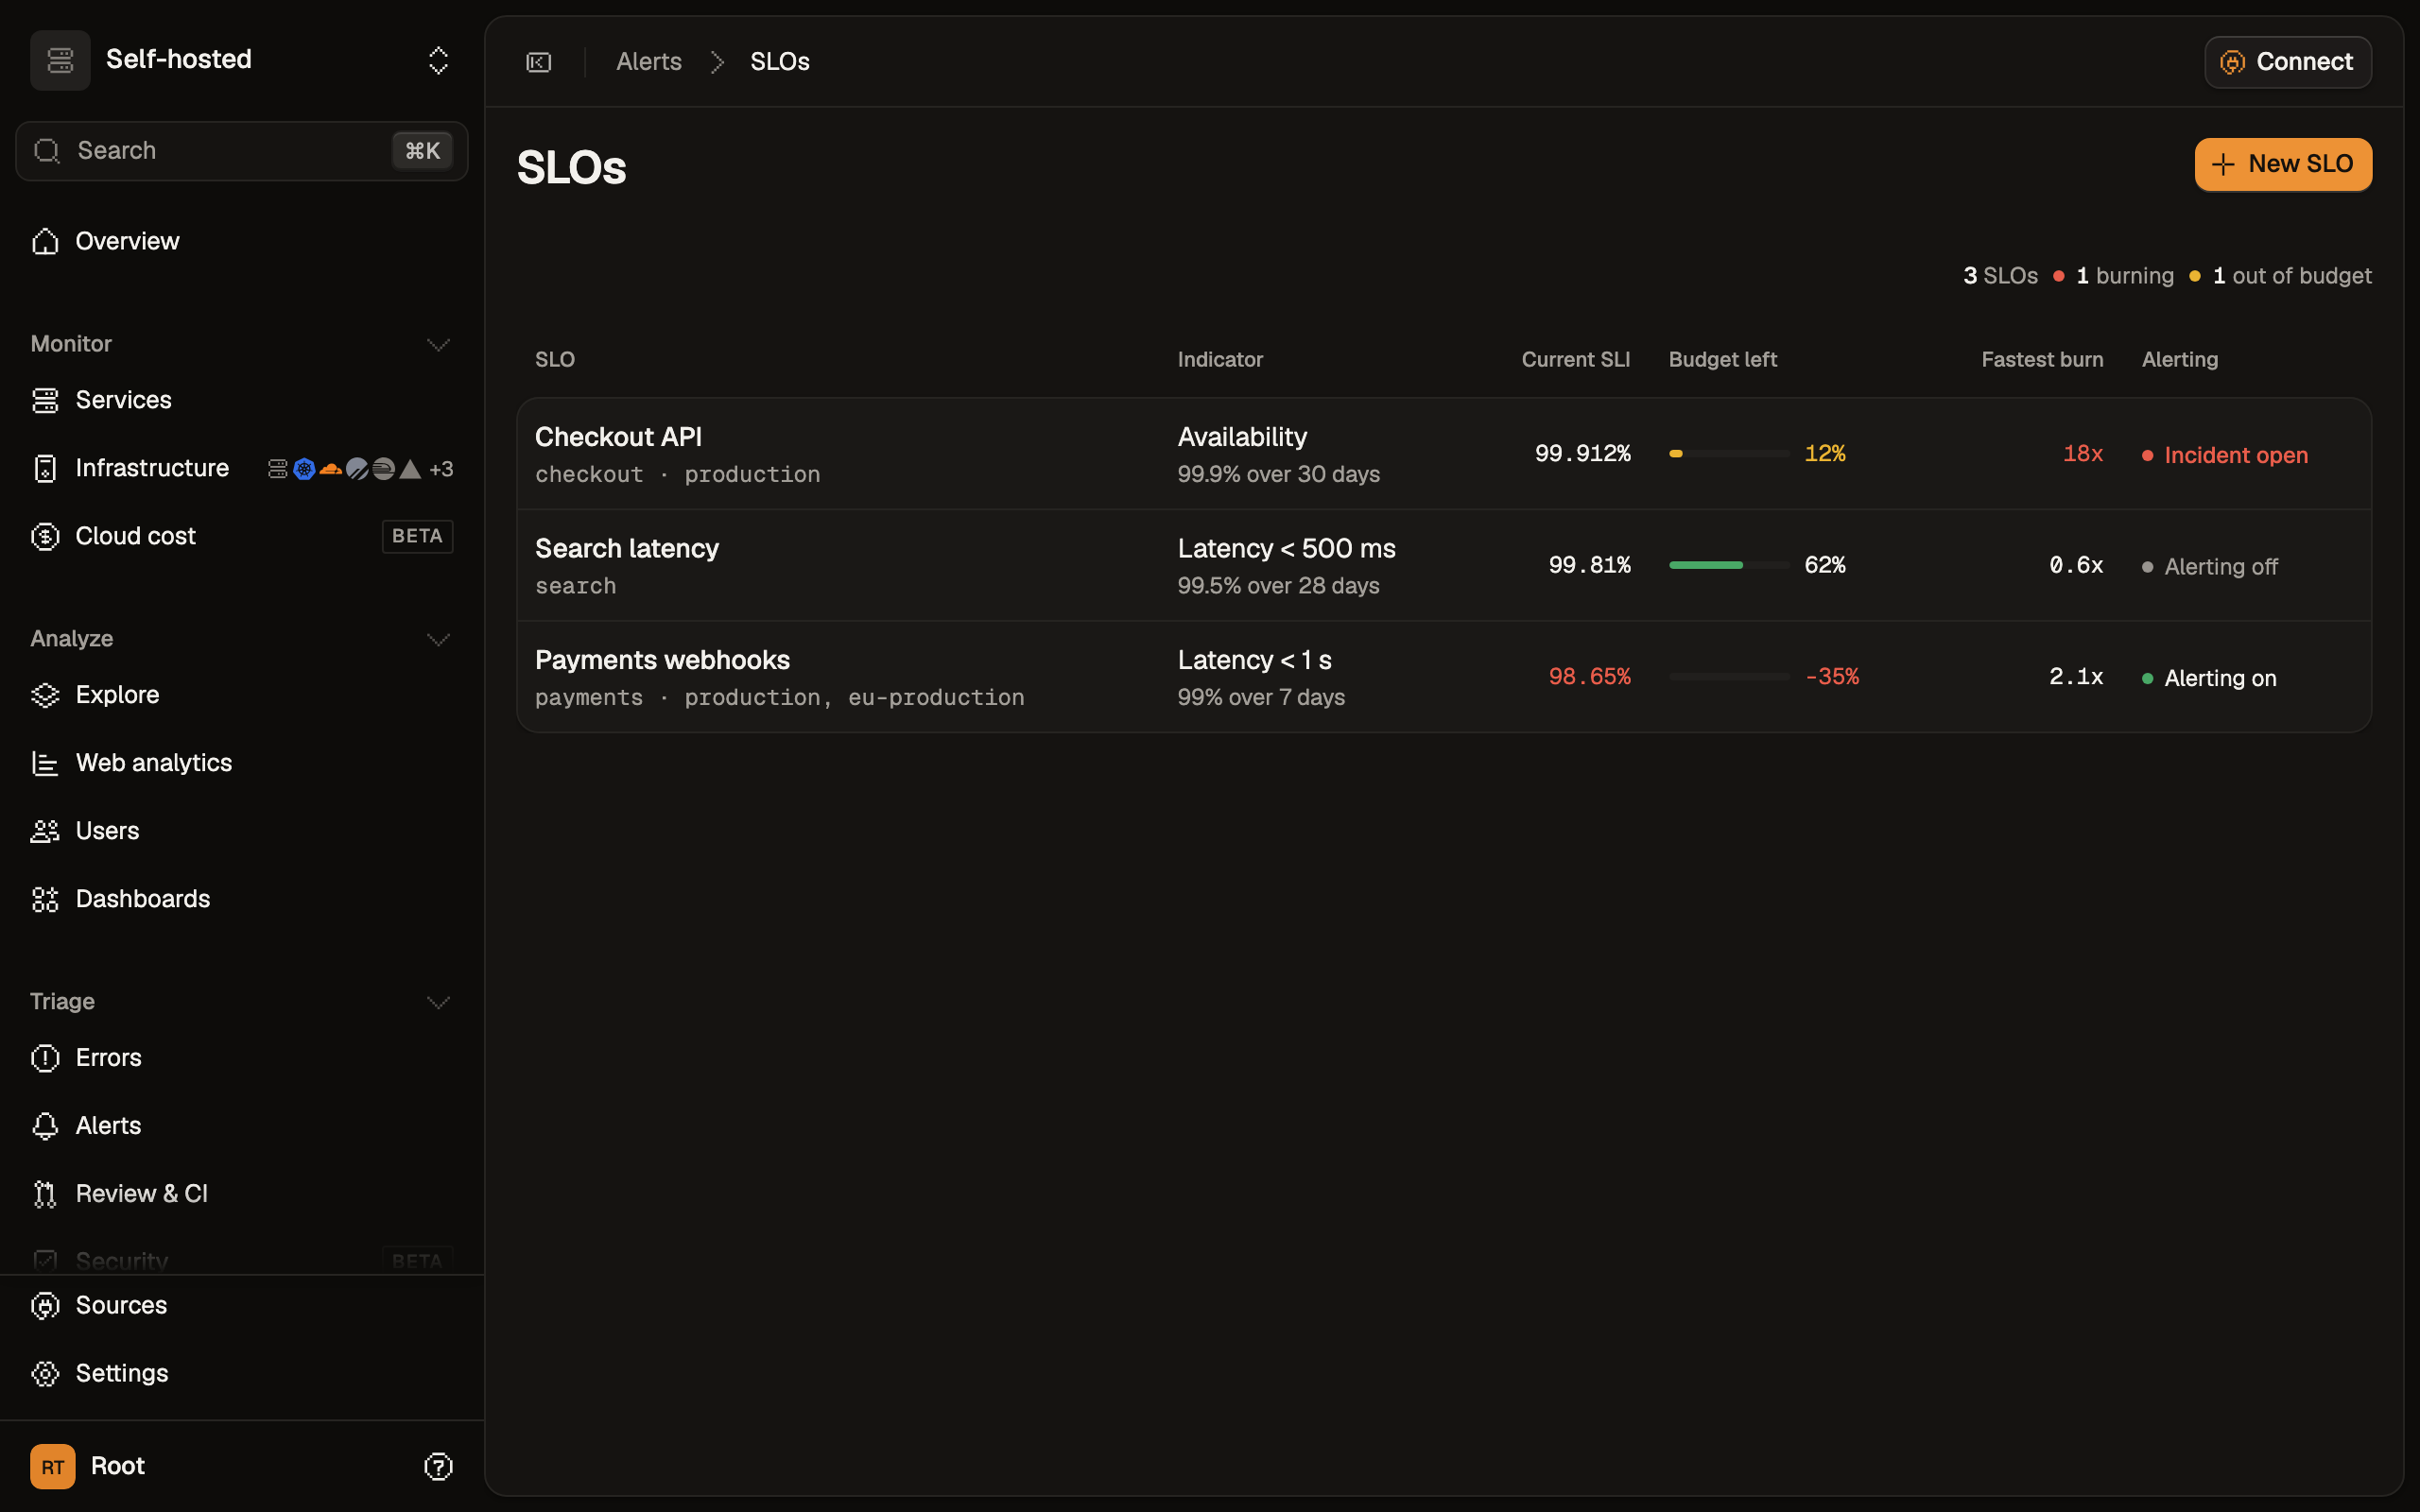 Self-hosted
Search
⌘K
Overview
Monitor
Services
Infrastructure +3
Cloud cost BETA
Analyze
Explore
Web analytics
Users
Dashboards
Triage
Errors
Alerts
Review & CI
Security BETA
Sources
Settings
RT Root
Alerts SLOs
Connect
SLOs
New SLO
3 SLOs 1 burning 1 out of budget
SLO Indicator Current SLI Budget left Fastest burn Alerting
Checkout API Availability 99.912% 12% 18x Incident open
checkout · production 99.9% over 30 days
Search latency Latency < 500 ms 99.81% 62% 0.6x Alerting off
search 99.5% over 28 days
Payments webhooks Latency < 1 s 98.65% -35% 2.1x Alerting on
payments · production, eu-production 99% over 7 days